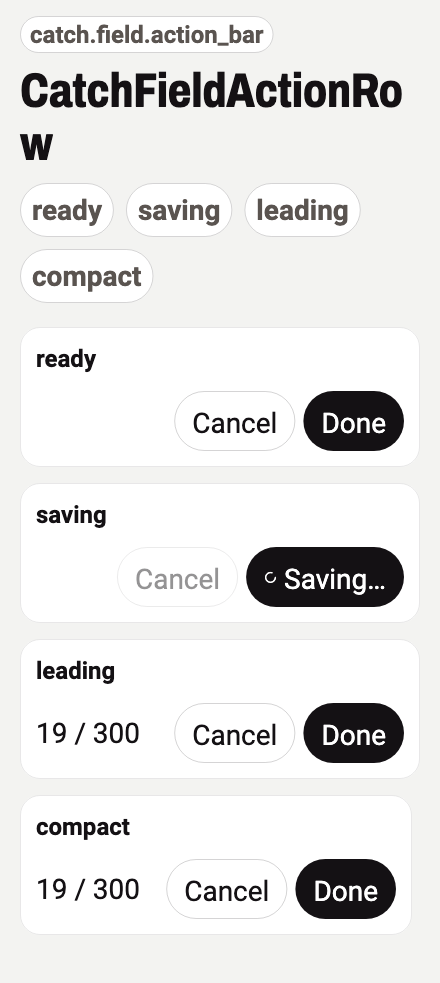 catch.field.action_bar
CatchFieldActionRo
w
ready saving leading
compact
ready
Cancel Done
saving
Cancel Saving...
leading
19 / 300 Cancel Done
compact
19 / 300 Cancel Done